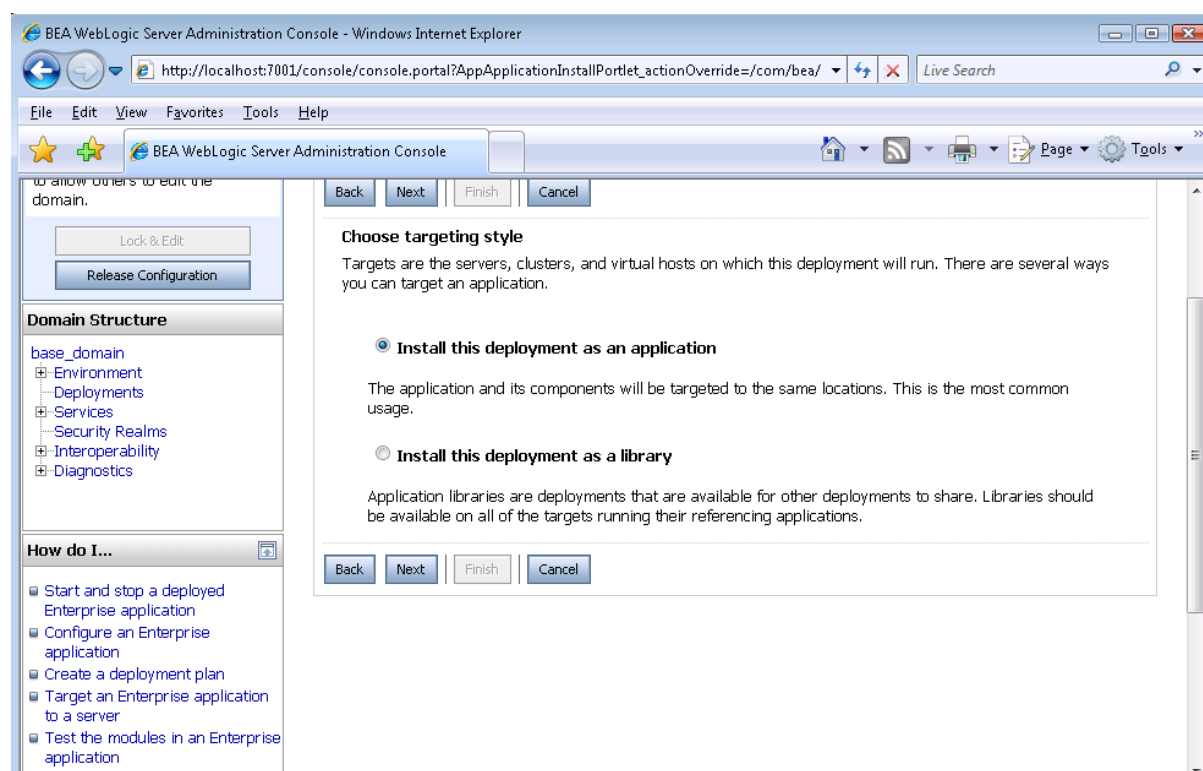 BEA WebLogic Server Administration Console - Windows Internet Explorer
http://localhost:7001/console/console.portal?AppApplicationInstallPortlet_actionOverride=/com/bea/
Live Search
File Edit View Favorites Tools Help
BEA WebLogic Server Administration Console
Page Tools
to allow others to edit the
domain.
Lock & Edit
Release Configuration
Domain Structure
base_domain
Environment
Deployments
Services
Security Realms
Interoperability
Diagnostics
How do I...
Start and stop a deployed
Enterprise application
Configure an Enterprise
application
Create a deployment plan
Target an Enterprise application
to a server
Test the modules in an Enterprise
application
Back Next Finish Cancel
Choose targeting style
Targets are the servers, clusters, and virtual hosts on which this deployment will run. There are several ways
you can target an application.
Install this deployment as an application
The application and its components will be targeted to the same locations. This is the most common
usage.
Install this deployment as a library
Application libraries are deployments that are available for other deployments to share. Libraries should
be available on all of the targets running their referencing applications.
Back Next Finish Cancel